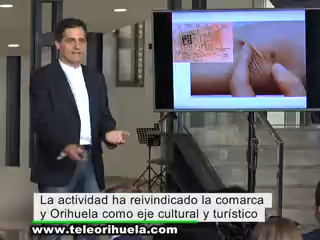 La actividad ha reivindicado la comarca
y Orihuela como eje cultural y turístico
www.teleorihuela.com